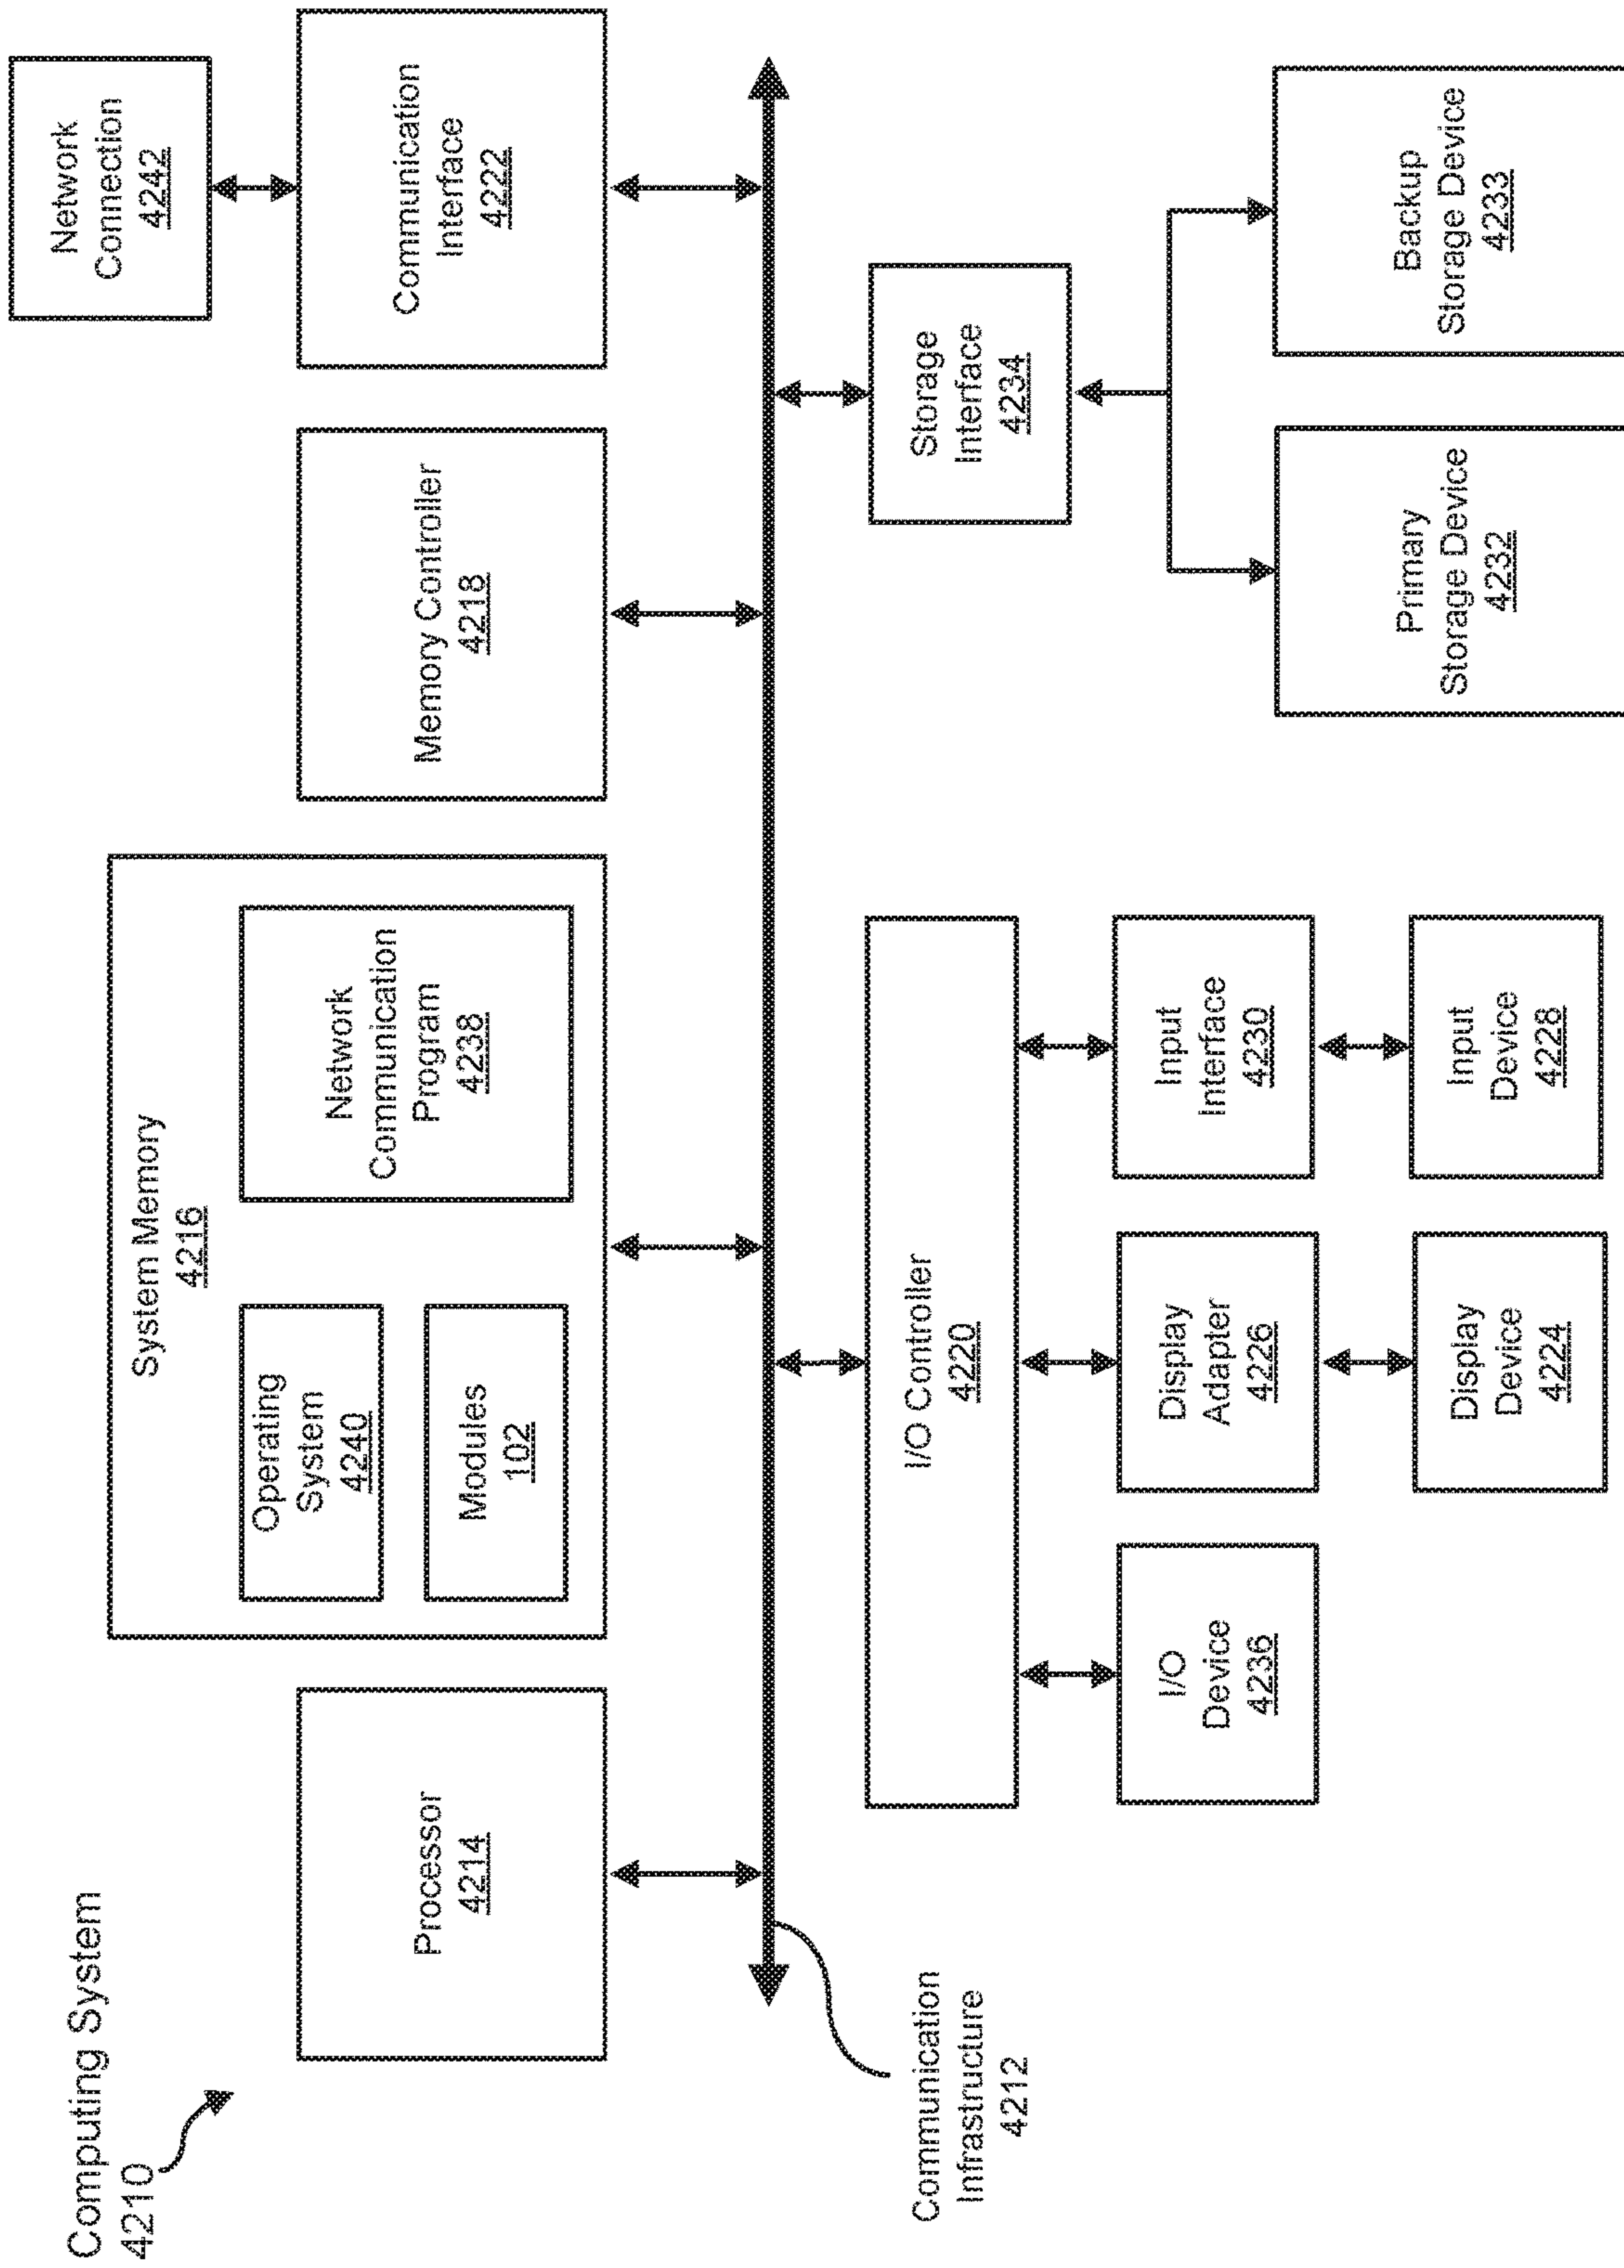 Computing System
4210
Processor
4214
System Memory
4216
Operating
System
4240
Modules
102
Network
Communication
Program
4238
Memory Controller
4218
Communication
Interface
4222
Network
Connection
4242
Communication
Infrastructure
4212
I/O Controller
4220
Storage
Interface
4234
I/O
Device
4236
Display
Adapter
4226
Input
Interface
4230
Display
Device
4224
Input
Device
4228
Primary
Storage Device
4232
Backup
Storage Device
4233